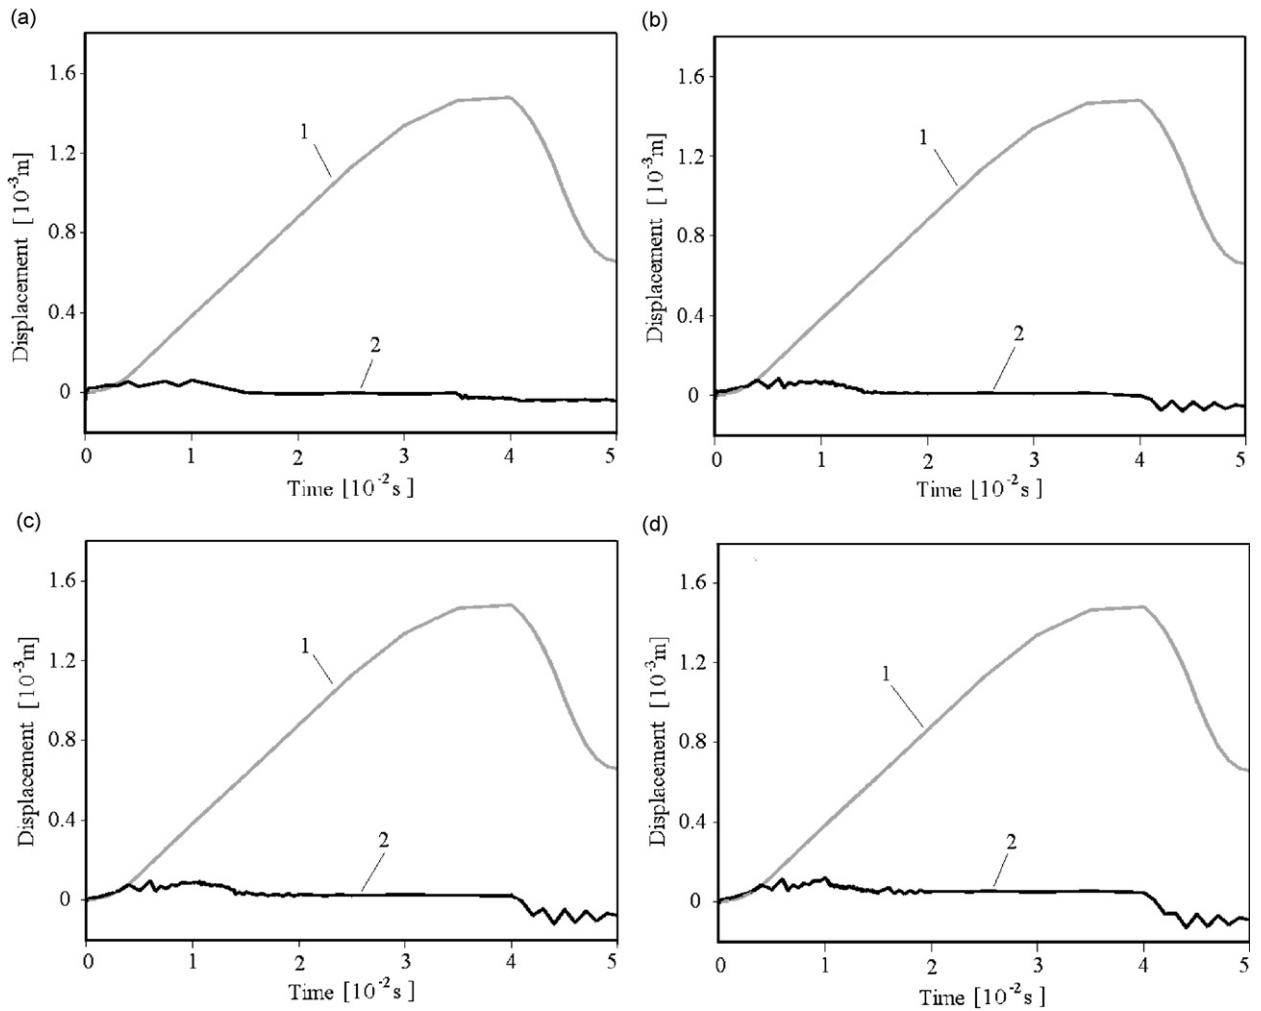 (a)
1.6
1.2
0.8
0.4
0
Displacement [10⁻³m]
1
2
0 1 2 3 4 5
Time [10⁻²s ]
(b)
1.6
1.2
0.8
0.4
0
Displacement [10⁻³m]
1
2
0 1 2 3 4 5
Time [10⁻²s ]
(c)
1.6
1.2
0.8
0.4
0
Displacement [10⁻³m]
1
2
0 1 2 3 4 5
Time [10⁻²s ]
(d)
1.6
1.2
0.8
0.4
0
Displacement [10⁻³m]
1
2
0 1 2 3 4 5
Time [10⁻²s ]